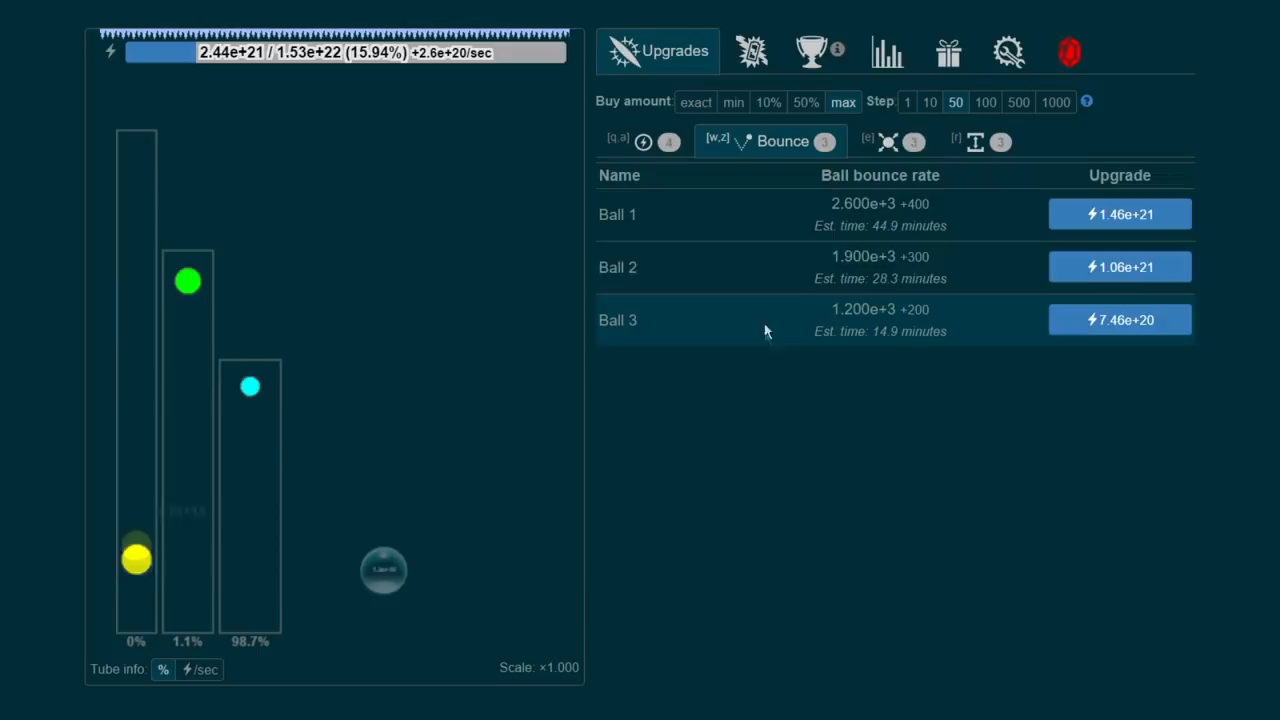 2.44e+21 / 1.53e+22 (15.94%) +2.6e+20/sec
Upgrades
Buy amount: exact min 10% 50% max Step: 1 10 50 100 500 1000
[q,a] 4 [w,z] Bounce 3 [e] 3 [r] 3
Name Ball bounce rate Upgrade
Ball 1 2.600e+3 +400 1.46e+21
Est. time: 44.9 minutes
Ball 2 1.900e+3 +300 1.06e+21
Est. time: 28.3 minutes
Ball 3 1.200e+3 +200 7.46e+20
Est. time: 14.9 minutes
0% 1.1% 98.7%
Tube info: % /sec Scale: ×1.000